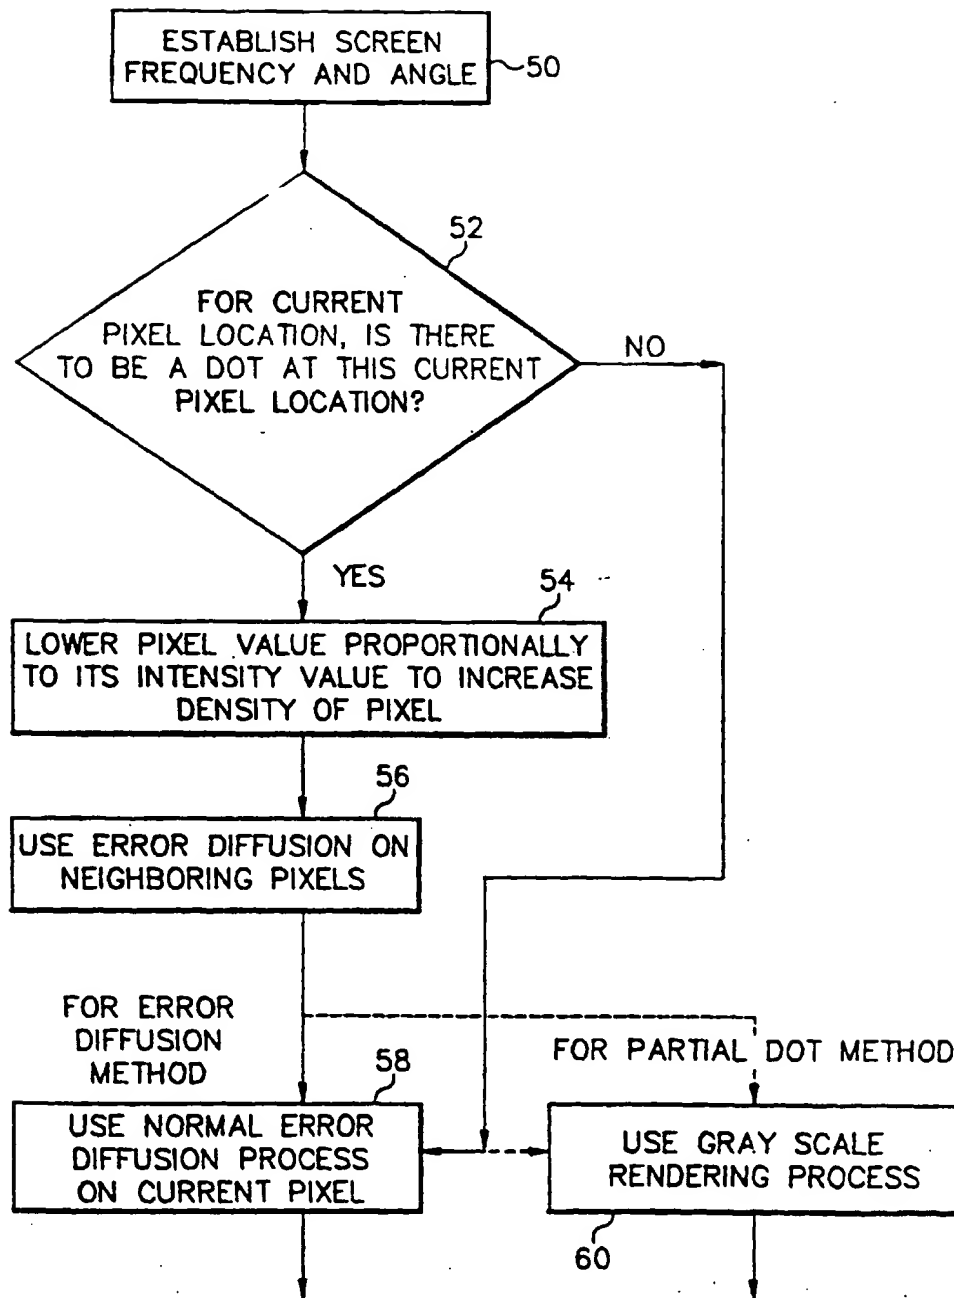 ESTABLISH SCREEN
FREQUENCY AND ANGLE
50
52
FOR CURRENT
PIXEL LOCATION, IS THERE
TO BE A DOT AT THIS CURRENT
PIXEL LOCATION?
NO
YES
54
LOWER PIXEL VALUE PROPORTIONALLY
TO ITS INTENSITY VALUE TO INCREASE
DENSITY OF PIXEL
56
USE ERROR DIFFUSION ON
NEIGHBORING PIXELS
FOR ERROR
DIFFUSION
METHOD
FOR PARTIAL DOT METHOD
58
USE NORMAL ERROR
DIFFUSION PROCESS
ON CURRENT PIXEL
USE GRAY SCALE
RENDERING PROCESS
60